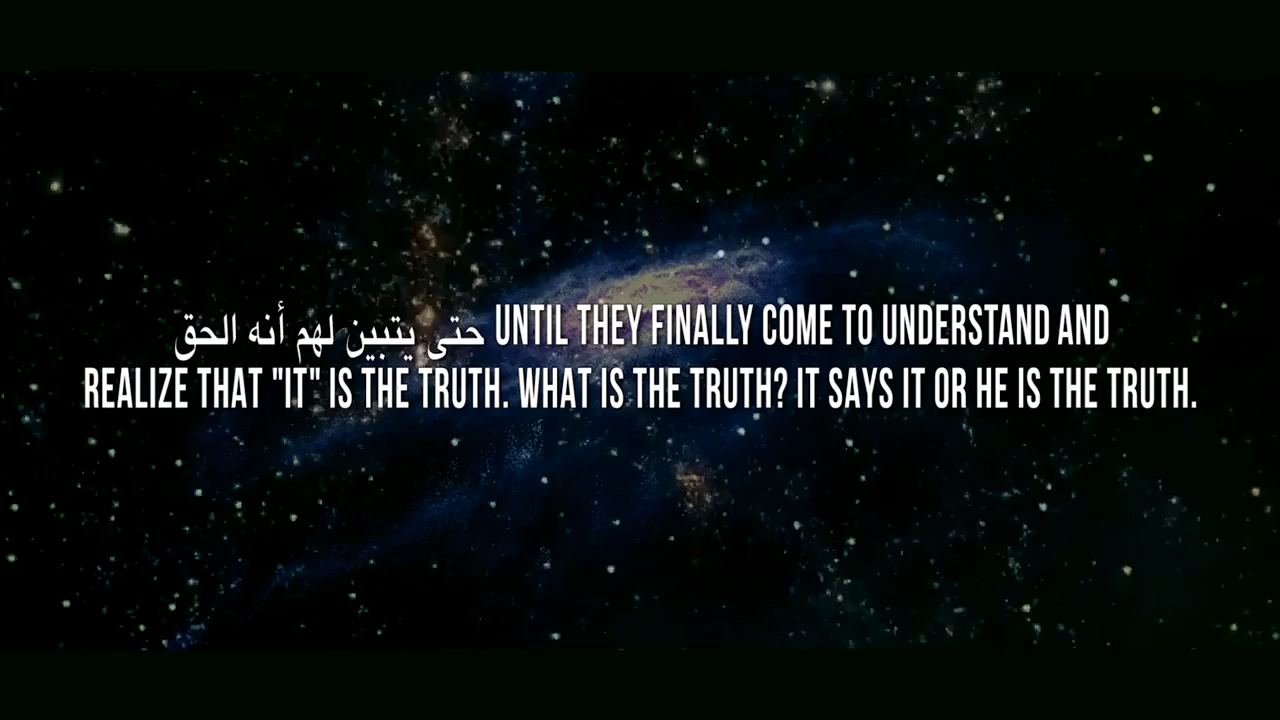 حتى يتبين لهم أنه الحق UNTIL THEY FINALLY COME TO UNDERSTAND AND
REALIZE THAT "IT" IS THE TRUTH. WHAT IS THE TRUTH? IT SAYS IT OR HE IS THE TRUTH.